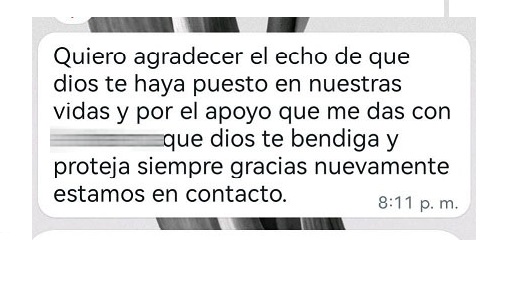 Quiero agradecer el echo de que
dios te haya puesto en nuestras
vidas y por el apoyo que me das con
que dios te bendiga y
proteja siempre gracias nuevamente
estamos en contacto.
8:11 p. m.